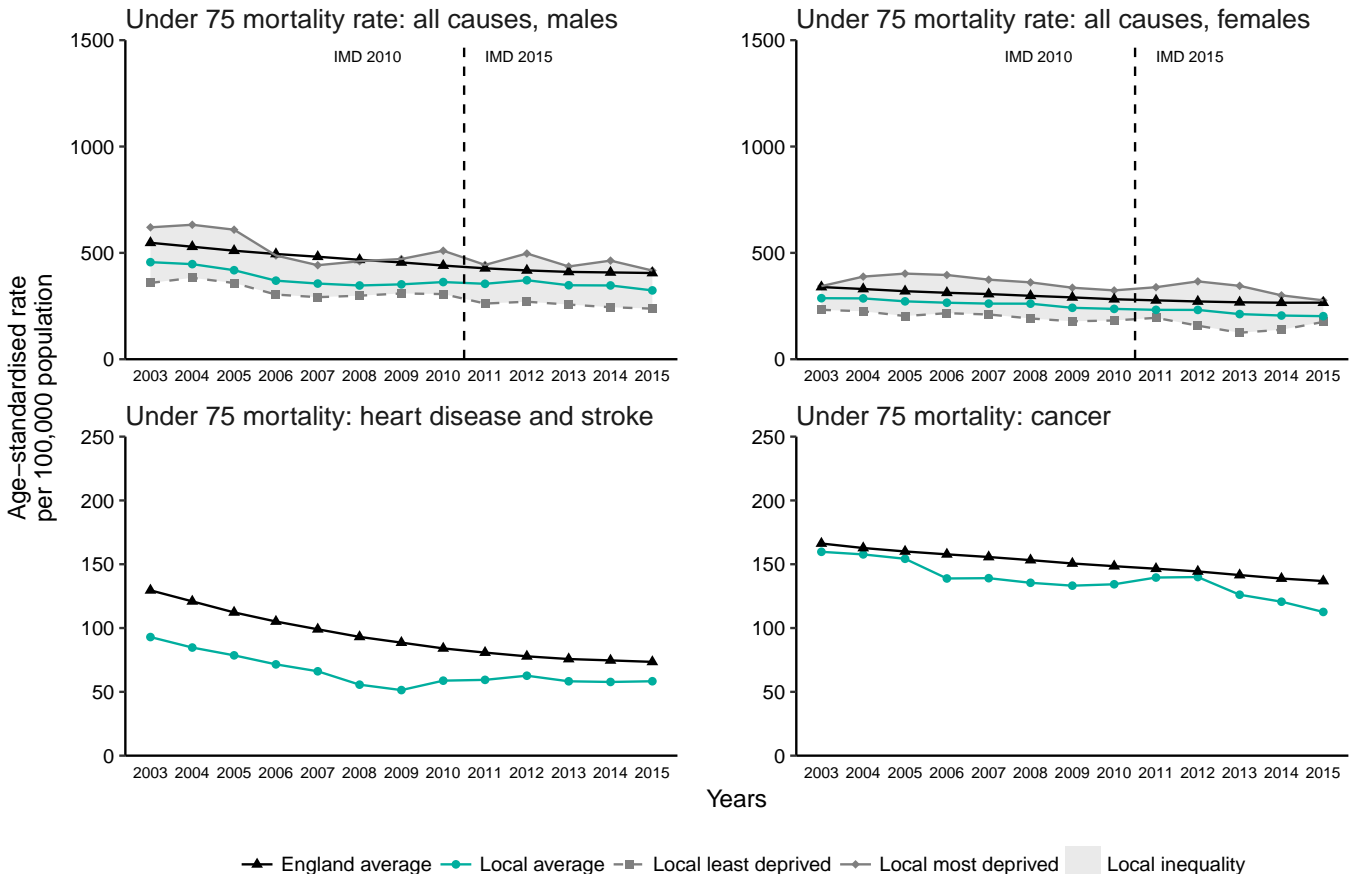 Under 75 mortality rate: all causes, males
Under 75 mortality rate: all causes, females
1500
1000
500
0
IMD 2010
IMD 2015
2003 2004 2005 2006 2007 2008 2009 2010 2011 2012 2013 2014 2015
1500
1000
500
0
IMD 2010
IMD 2015
2003 2004 2005 2006 2007 2008 2009 2010 2011 2012 2013 2014 2015
Age−standardised rate
per 100,000 population
Under 75 mortality: heart disease and stroke
250
200
150
100
50
0
2003 2004 2005 2006 2007 2008 2009 2010 2011 2012 2013 2014 2015
Under 75 mortality: cancer
250
200
150
100
50
0
2003 2004 2005 2006 2007 2008 2009 2010 2011 2012 2013 2014 2015
Years
England average Local average Local least deprived Local most deprived Local inequality